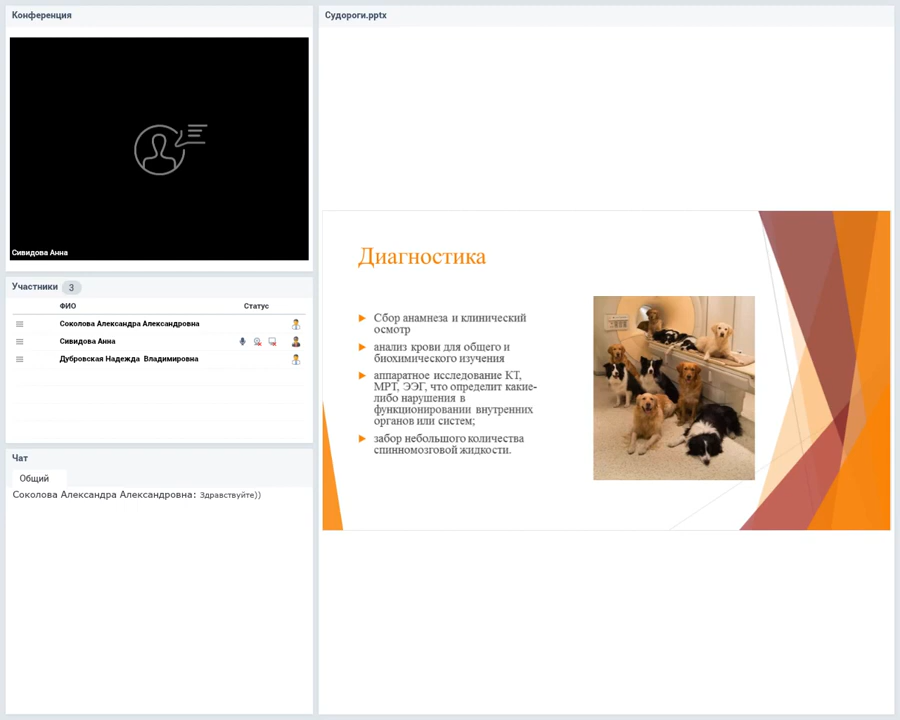 Конференция
Сивидова Анна
Участники 3
ФИО Статус
Соколова Александра Александровна
Сивидова Анна
Дубровская Надежда Владимировна
Чат
Общий
Соколова Александра Александровна: Здравствуйте))
Судороги.pptx
Диагностика
Сбор анамнеза и клинический
осмотр
анализ крови для общего и
биохимического изучения
аппаратное исследование КТ,
МРТ, ЭЭГ, что определит какие-
либо нарушения в
функционировании внутренних
органов или систем;
забор небольшого количества
спинномозговой жидкости.